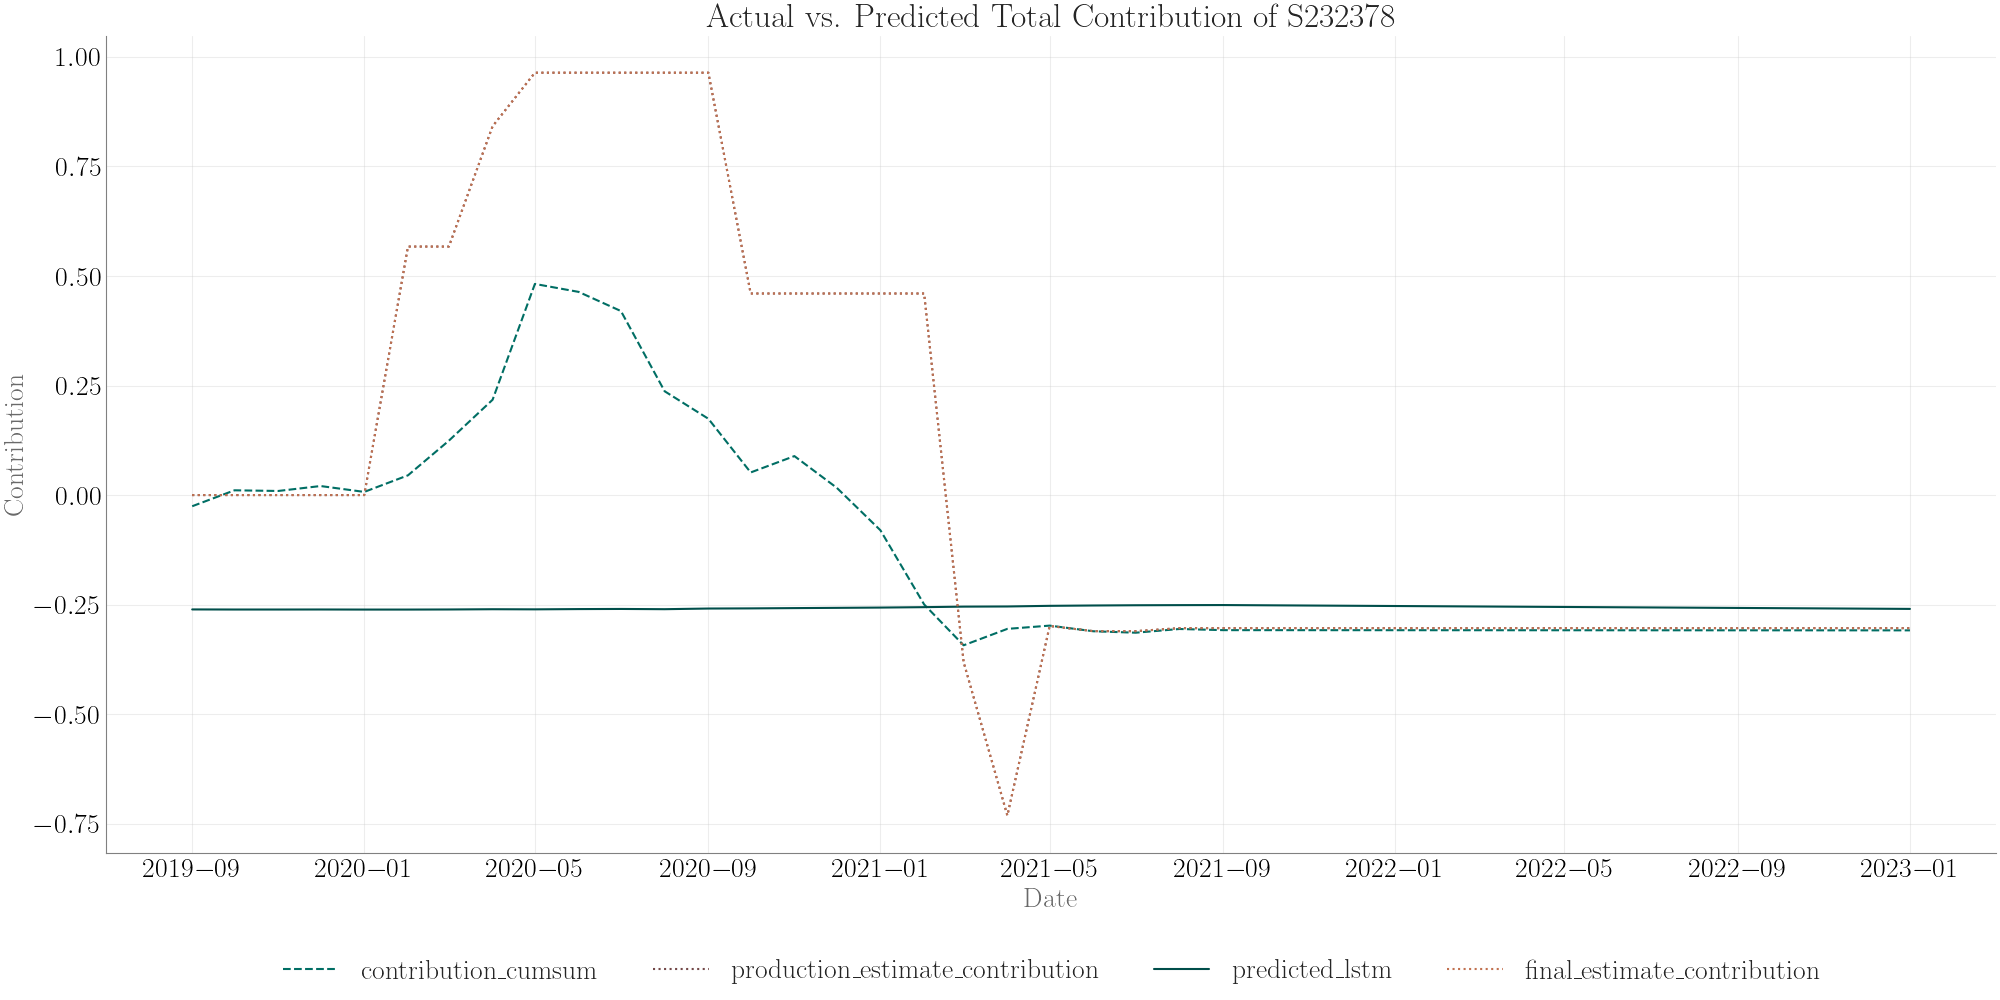 Actual vs. Predicted Total Contribution of S232378
1.00
0.75
0.50
0.25
0.00
−0.25
−0.50
−0.75
Contribution
2019−09 2020−01 2020−05 2020−09 2021−01 2021−05 2021−09 2022−01 2022−05 2022−09 2023−01
Date
contribution_cumsum production_estimate_contribution predicted_lstm final_estimate_contribution